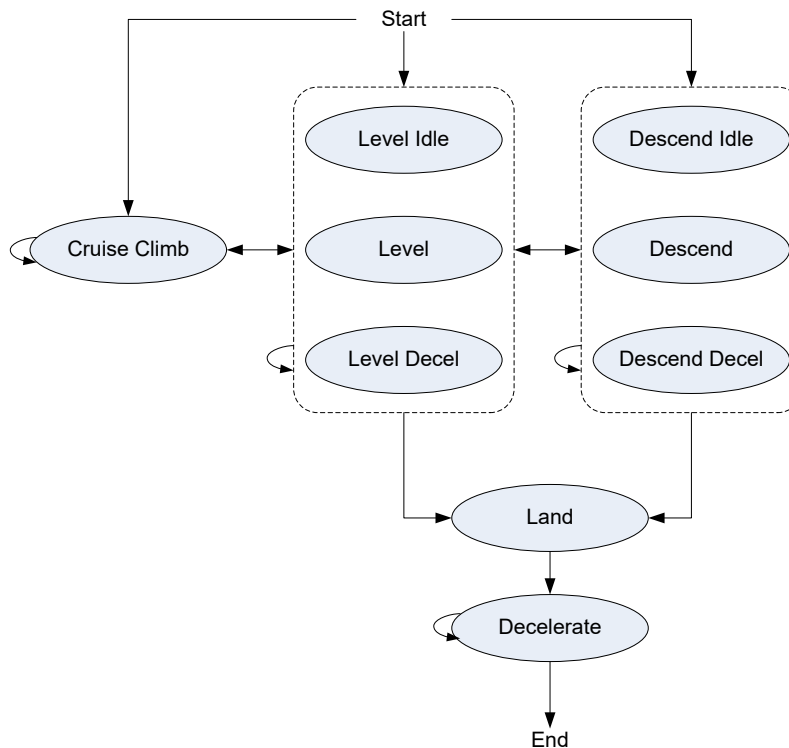 Start
Level Idle
Descend Idle
Cruise Climb
Level
Descend
Level Decel
Descend Decel
Land
Decelerate
End